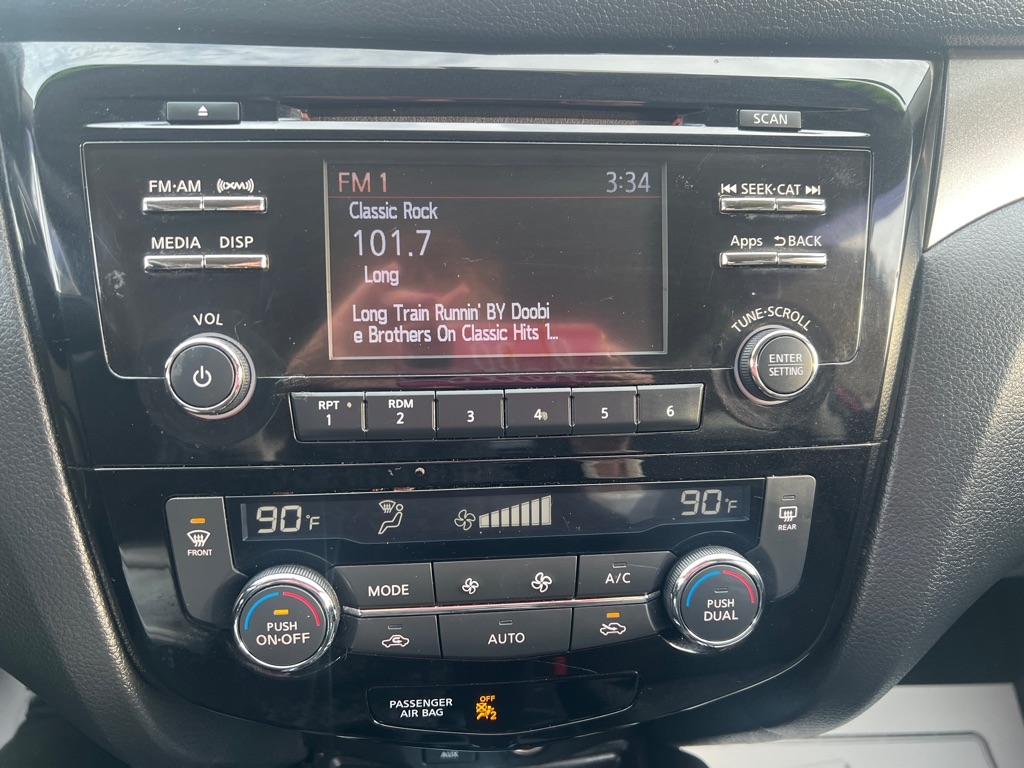 SCAN
FM 1 3:34
Classic Rock
101.7
Long
Long Train Runnin' BY Doobi
e Brothers On Classic Hits 1...
FM·AM ((XM))
MEDIA DISP
VOL
SEEK·CAT
Apps BACK
TUNE·SCROLL
ENTER
SETTING
RPT
1
RDM
2
3
4
5
6
90°F
90°F
FRONT
REAR
PUSH
ON·OFF
MODE
A/C
AUTO
PUSH
DUAL
PASSENGER
AIR BAG
OFF
2